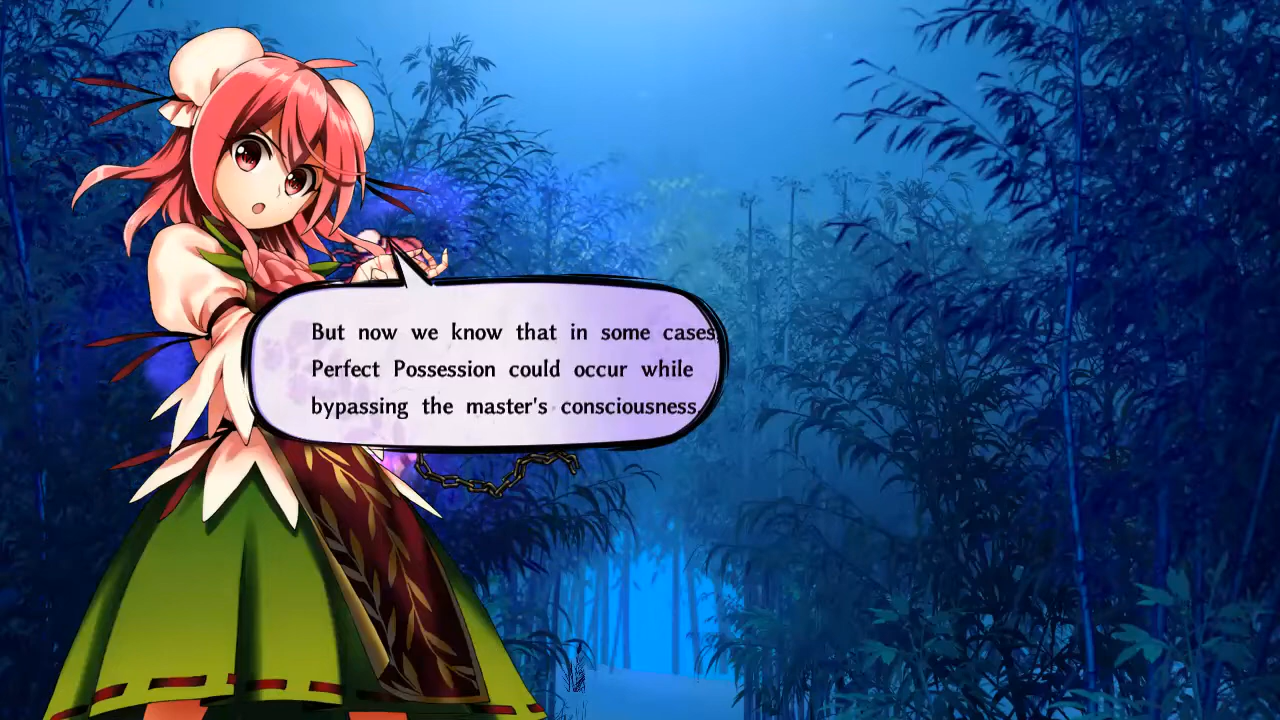 But now we know that in some cases,
Perfect Possession could occur while
bypassing the master's consciousness.